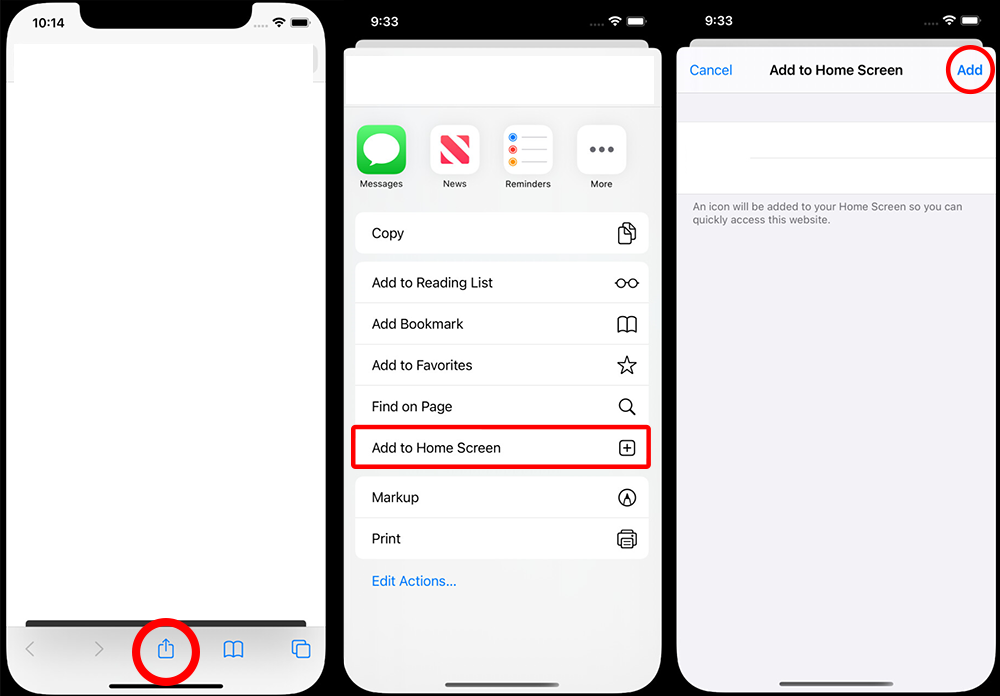 10:14
9:33
Messages
News
Reminders
More
Copy
Add to Reading List
Add Bookmark
Add to Favorites
Find on Page
Add to Home Screen
Markup
Print
Edit Actions...
9:33
Cancel
Add to Home Screen
Add
An icon will be added to your Home Screen so you can
quickly access this website.